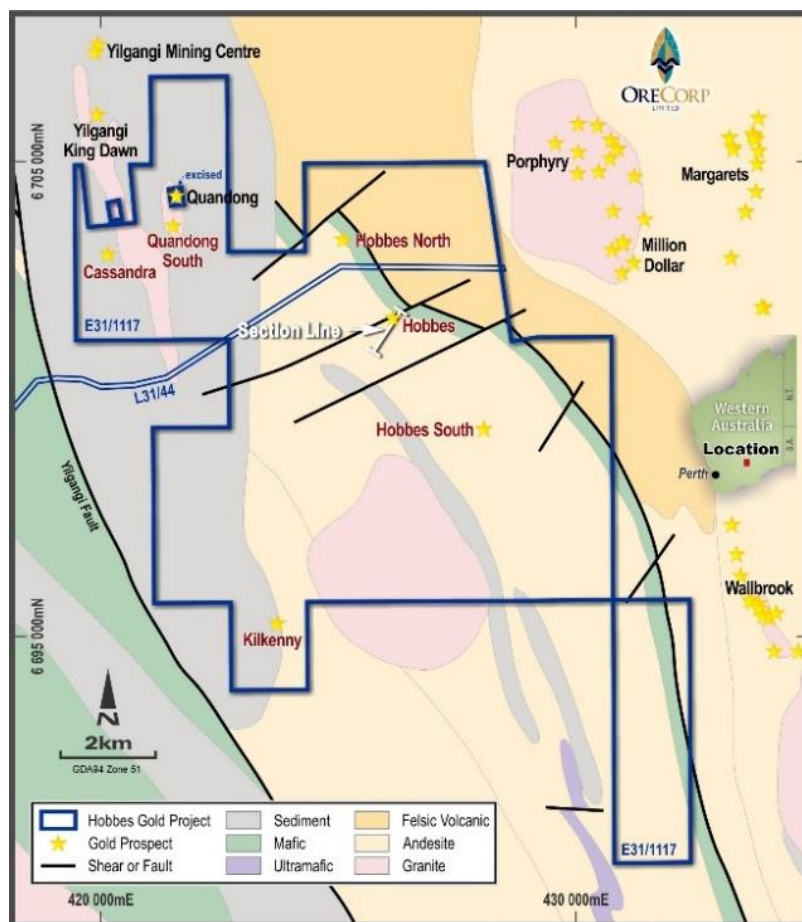 Yilgangi Mining Centre
ORECORP
LIMITED
Yilgangi
King Dawn
Porphyry
Margarets
6 705 000mN
excised
Quandong
Quandong
South
Cassandra
Hobbes North
Million
Dollar
E31/1117
Section Line
Hobbes
L31/44
Western
Australia
N.T.
S.A.
Location
Perth
Hobbes South
Yilgangi Fault
Wallbrook
Kilkenny
6 695 000mN
N
2km
GDA94 Zone 51
Hobbes Gold Project
Gold Prospect
Shear or Fault
Sediment
Mafic
Ultramafic
Felsic Volcanic
Andesite
Granite
E31/1117
420 000mE
430 000mE